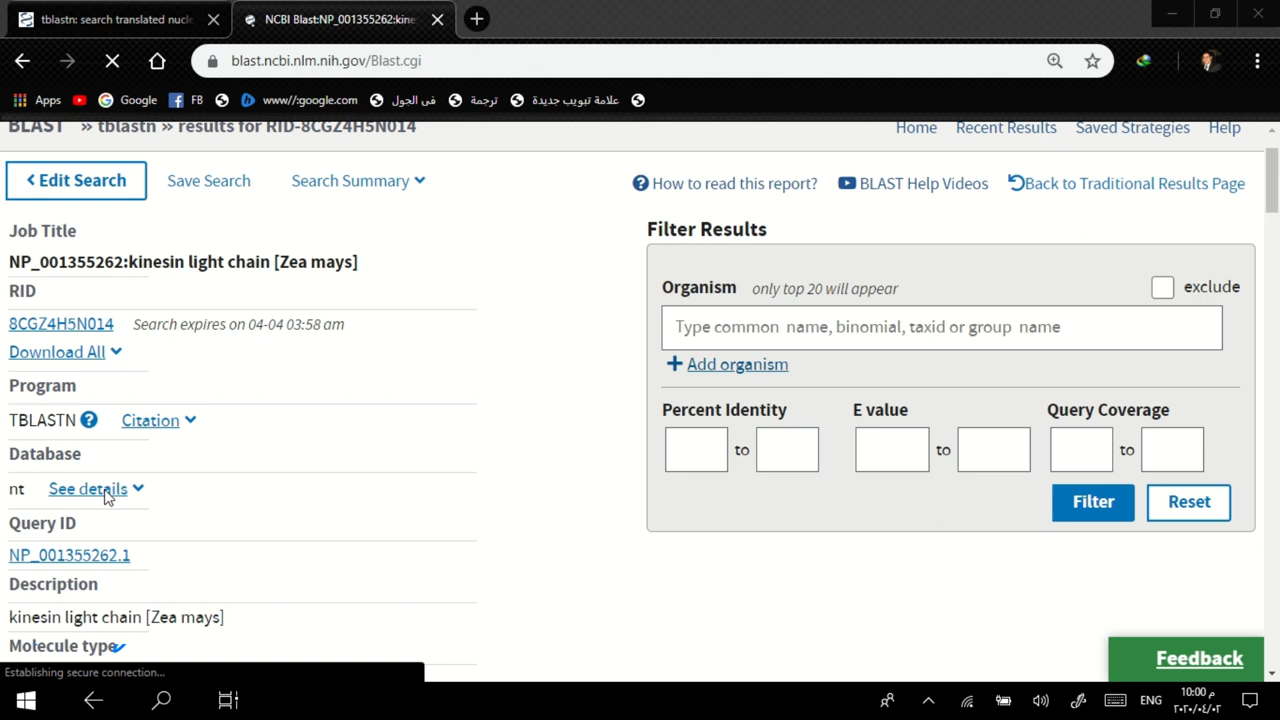 tblastn: search translated nucle
NCBI Blast:NP_001355262:kine
blast.ncbi.nlm.nih.gov/Blast.cgi
Apps Google FB www//:google.com فى الجول ترجمة علامة تبويب جديدة
BLAST » tblastn » results for RID-8CGZ4H5N014
Home Recent Results Saved Strategies Help
Edit Search Save Search Search Summary
How to read this report? BLAST Help Videos Back to Traditional Results Page
Job Title
NP_001355262:kinesin light chain [Zea mays]
RID
8CGZ4H5N014 Search expires on 04-04 03:58 am
Download All
Program
TBLASTN Citation
Database
nt See details
Query ID
NP_001355262.1
Description
kinesin light chain [Zea mays]
Molecule type
Filter Results
Organism only top 20 will appear exclude
Type common name, binomial, taxid or group name
Add organism
Percent Identity E value Query Coverage
to to to
Filter Reset
Feedback
Establishing secure connection...
ENG
10:00 م
٢٠٢٠/٠٤/٠٢